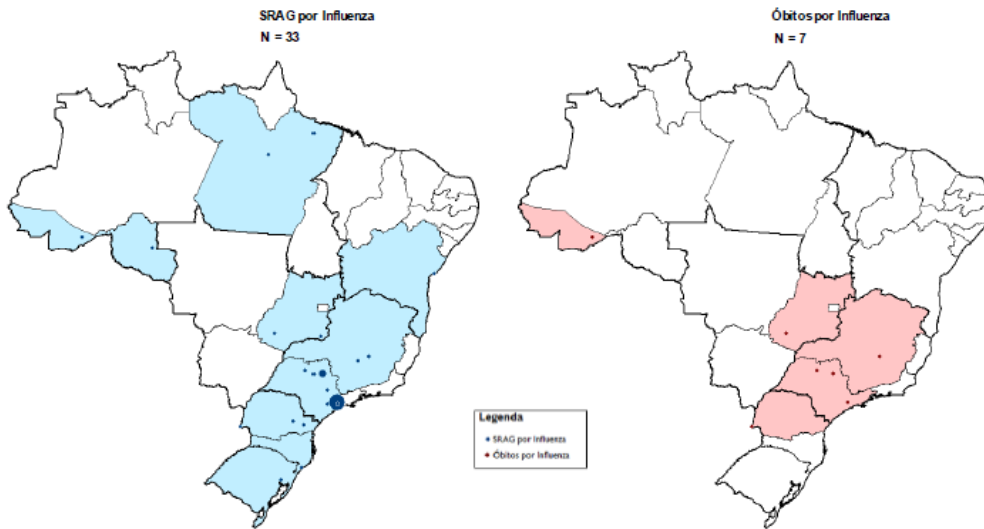 SRAG por Influenza
N = 33
Óbitos por Influenza
N = 7
Legenda
SRAG por Influenza
Óbitos por Influenza